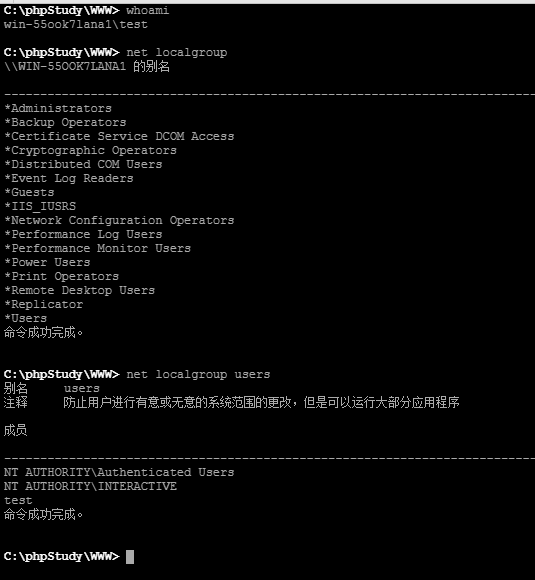 C:\phpStudy\WWW> whoami
win-55ook7lana1\test
C:\phpStudy\WWW> net localgroup
\\WIN-55OOK7LANA1 的别名
-------------------------------------------------------------------------------
*Administrators
*Backup Operators
*Certificate Service DCOM Access
*Cryptographic Operators
*Distributed COM Users
*Event Log Readers
*Guests
*IIS_IUSRS
*Network Configuration Operators
*Performance Log Users
*Performance Monitor Users
*Power Users
*Print Operators
*Remote Desktop Users
*Replicator
*Users
命令成功完成。
C:\phpStudy\WWW> net localgroup users
别名     users
注释     防止用户进行有意或无意的系统范围的更改，但是可以运行大部分应用程序
成员
-------------------------------------------------------------------------------
NT AUTHORITY\Authenticated Users
NT AUTHORITY\INTERACTIVE
test
命令成功完成。
C:\phpStudy\WWW>